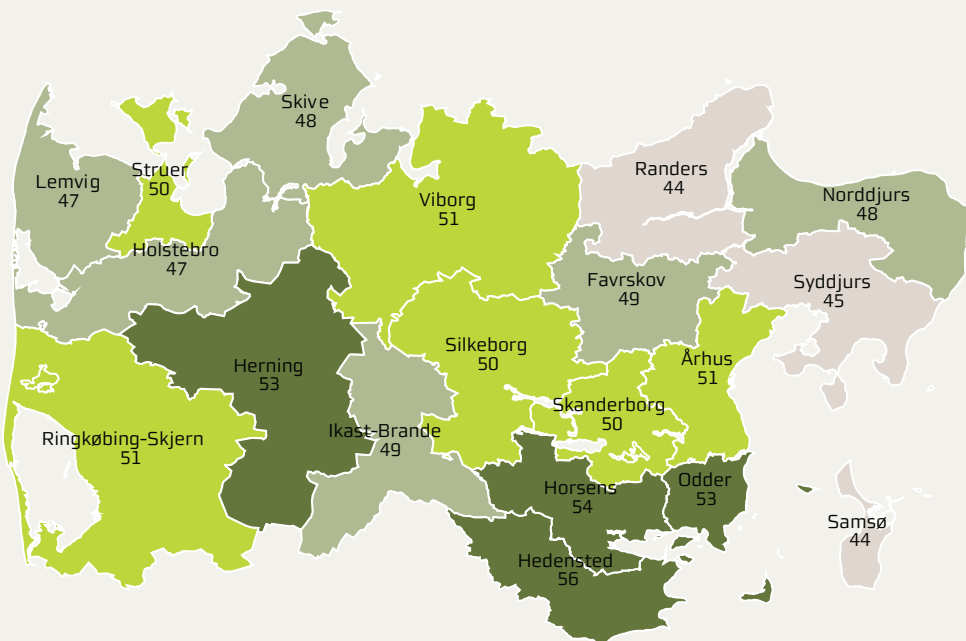 Skive
48
Struer
50
Lemvig
47
Holstebro
47
Viborg
51
Randers
44
Norddjurs
48
Favrskov
49
Syddjurs
45
Herning
53
Silkeborg
50
Århus
51
Skanderborg
50
Ringkøbing-Skjern
51
Ikast-Brande
49
Horsens
54
Odder
53
Samsø
44
Hedensted
56